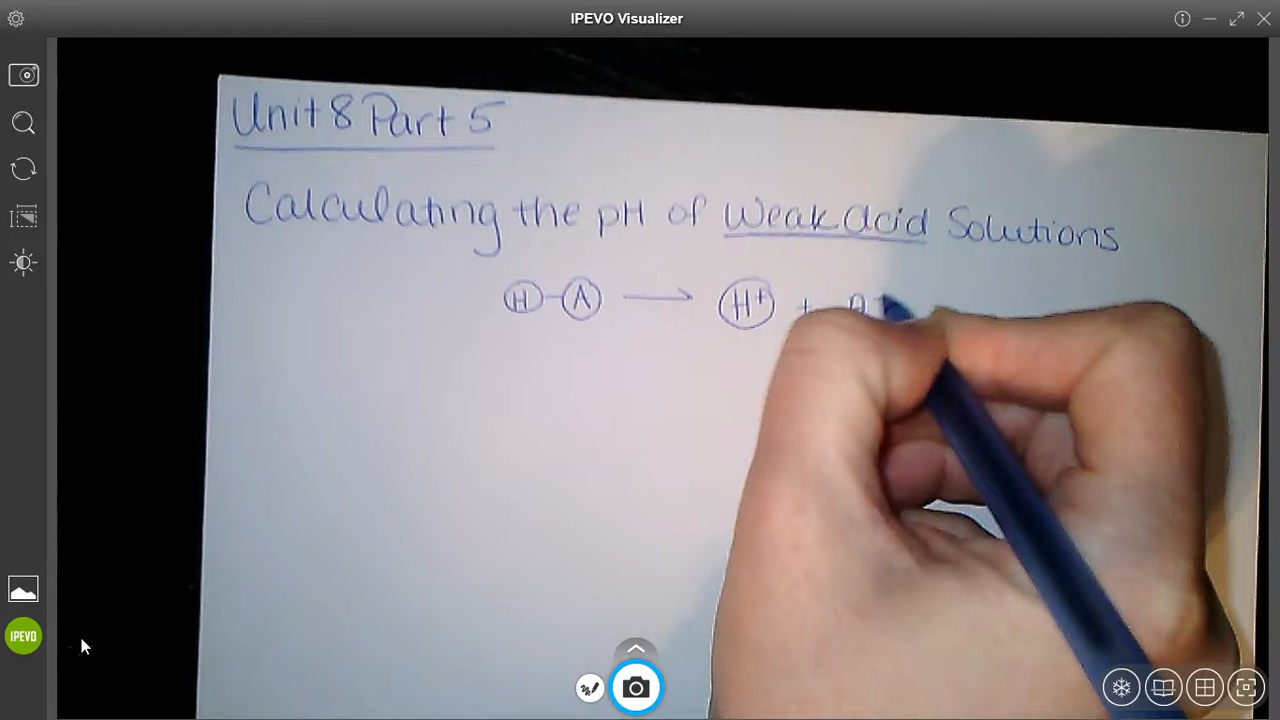 IPEVO Visualizer
Unit 8 Part 5
Calculating the pH of Weak Acid Solutions
H-A → H+ + A
IPEVO